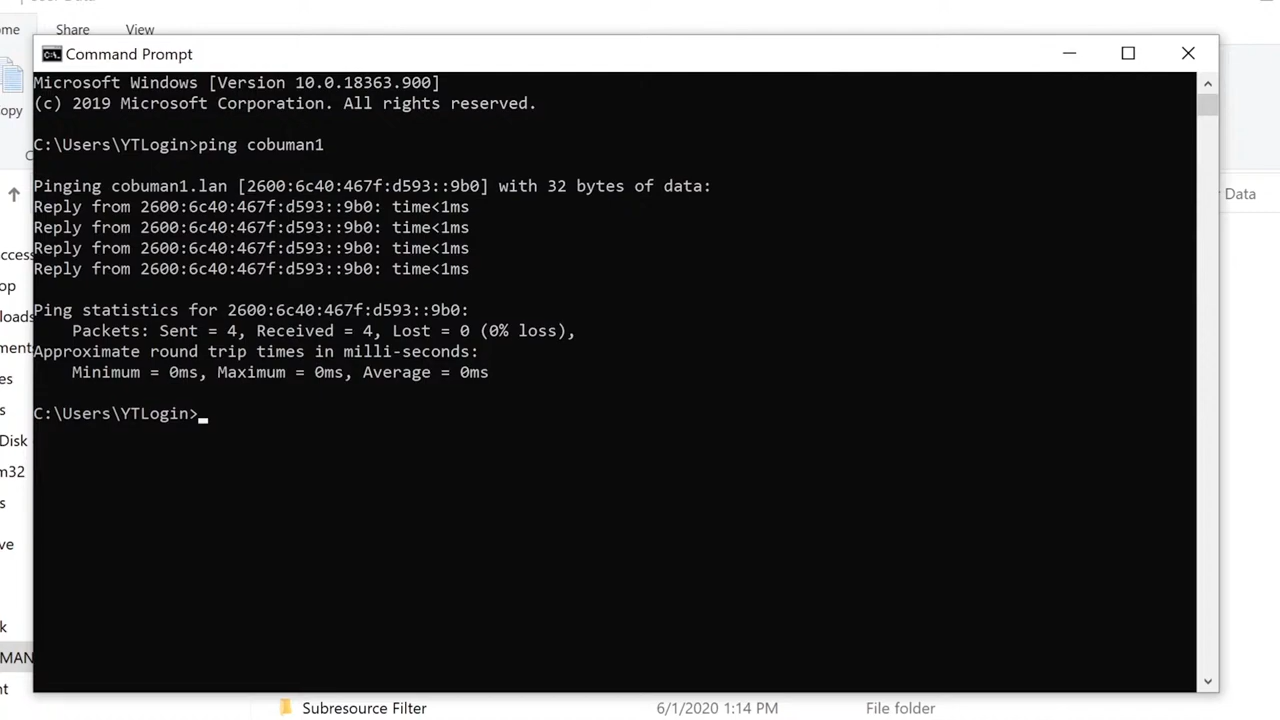 Share
View
Command Prompt
Microsoft Windows [Version 10.0.18363.900]
(c) 2019 Microsoft Corporation. All rights reserved.
C:\Users\YTLogin>ping cobuman1
Pinging cobuman1.lan [2600:6c40:467f:d593::9b0] with 32 bytes of data:
Reply from 2600:6c40:467f:d593::9b0: time<1ms
Reply from 2600:6c40:467f:d593::9b0: time<1ms
Reply from 2600:6c40:467f:d593::9b0: time<1ms
Reply from 2600:6c40:467f:d593::9b0: time<1ms
Ping statistics for 2600:6c40:467f:d593::9b0:
Packets: Sent = 4, Received = 4, Lost = 0 (0% loss),
Approximate round trip times in milli-seconds:
Minimum = 0ms, Maximum = 0ms, Average = 0ms
C:\Users\YTLogin>
Data
Disk
Subresource Filter 6/1/2020 1:14 PM File folder